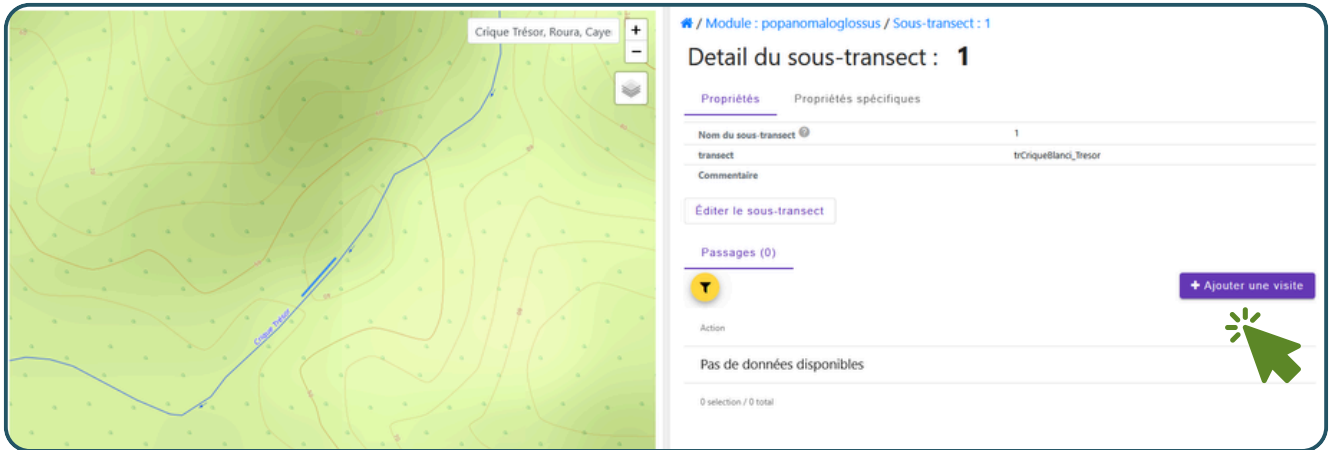 Crique Trésor, Roura, Caye
+
−
Crique Trésor
/ Module : popanomaloglossus / Sous-transect : 1
Detail du sous-transect : 1
Propriétés Propriétés spécifiques
Nom du sous-transect ? 1
transect trCriqueBlanci_Tresor
Commentaire
Éditer le sous-transect
Passages (0)
+ Ajouter une visite
Action
Pas de données disponibles
0 selection / 0 total